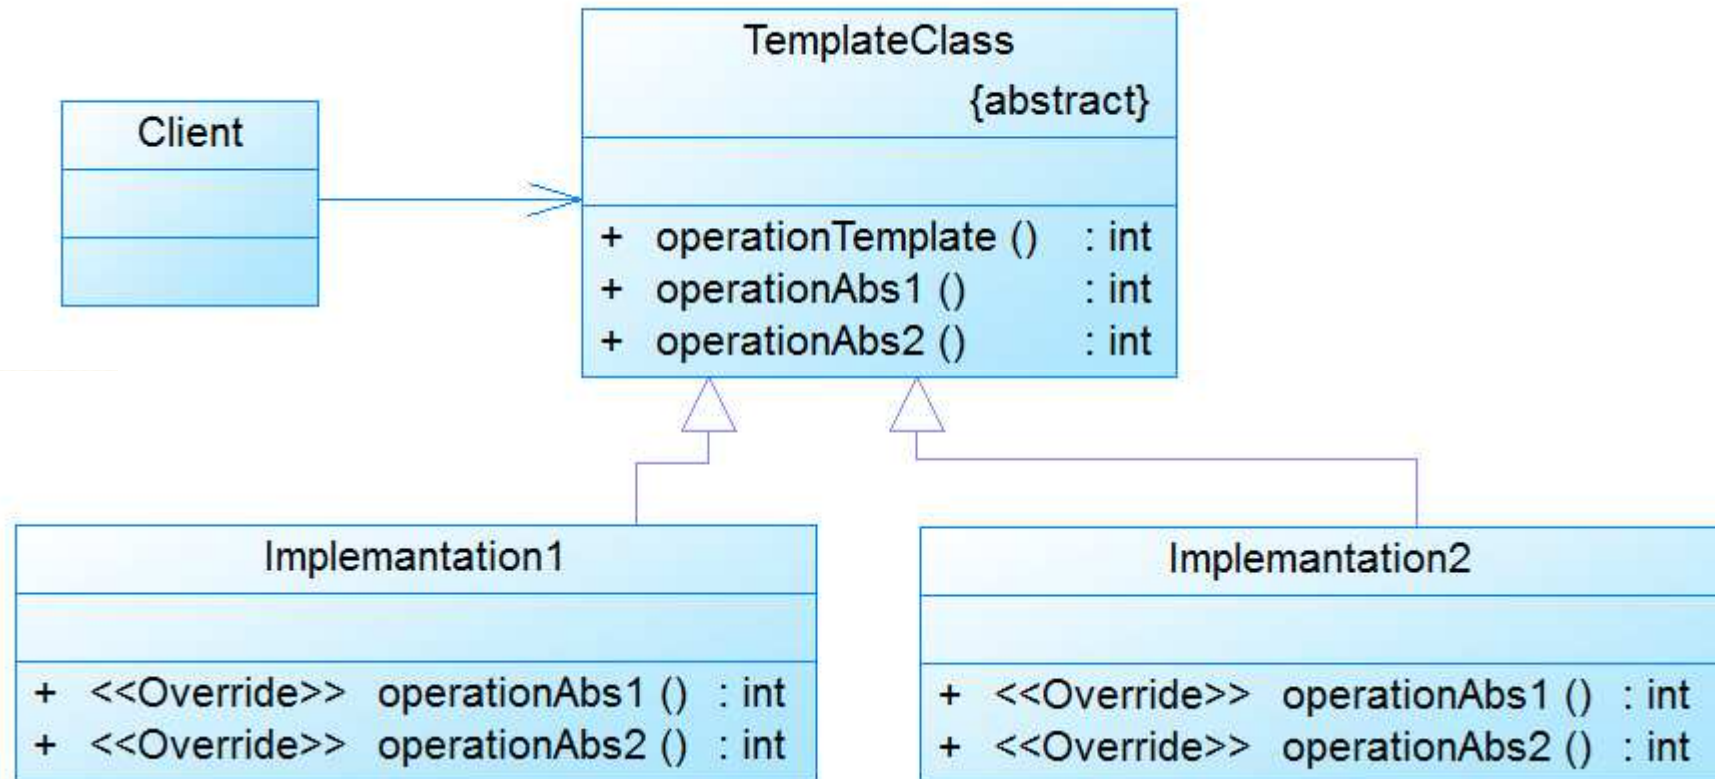 TemplateClass
{abstract}
Client
+ operationTemplate () : int
+ operationAbs1 () : int
+ operationAbs2 () : int
Implemantation1
+ <<Override>> operationAbs1 () : int
+ <<Override>> operationAbs2 () : int
Implemantation2
+ <<Override>> operationAbs1 () : int
+ <<Override>> operationAbs2 () : int